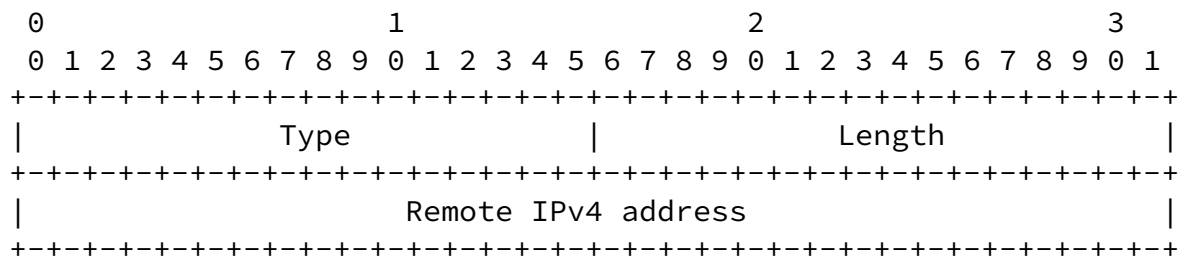 0                   1                   2                   3
 0 1 2 3 4 5 6 7 8 9 0 1 2 3 4 5 6 7 8 9 0 1 2 3 4 5 6 7 8 9 0 1
+-+-+-+-+-+-+-+-+-+-+-+-+-+-+-+-+-+-+-+-+-+-+-+-+-+-+-+-+-+-+-+-+
|              Type             |             Length            |
+-+-+-+-+-+-+-+-+-+-+-+-+-+-+-+-+-+-+-+-+-+-+-+-+-+-+-+-+-+-+-+-+
|                     Remote IPv4 address                       |
+-+-+-+-+-+-+-+-+-+-+-+-+-+-+-+-+-+-+-+-+-+-+-+-+-+-+-+-+-+-+-+-+